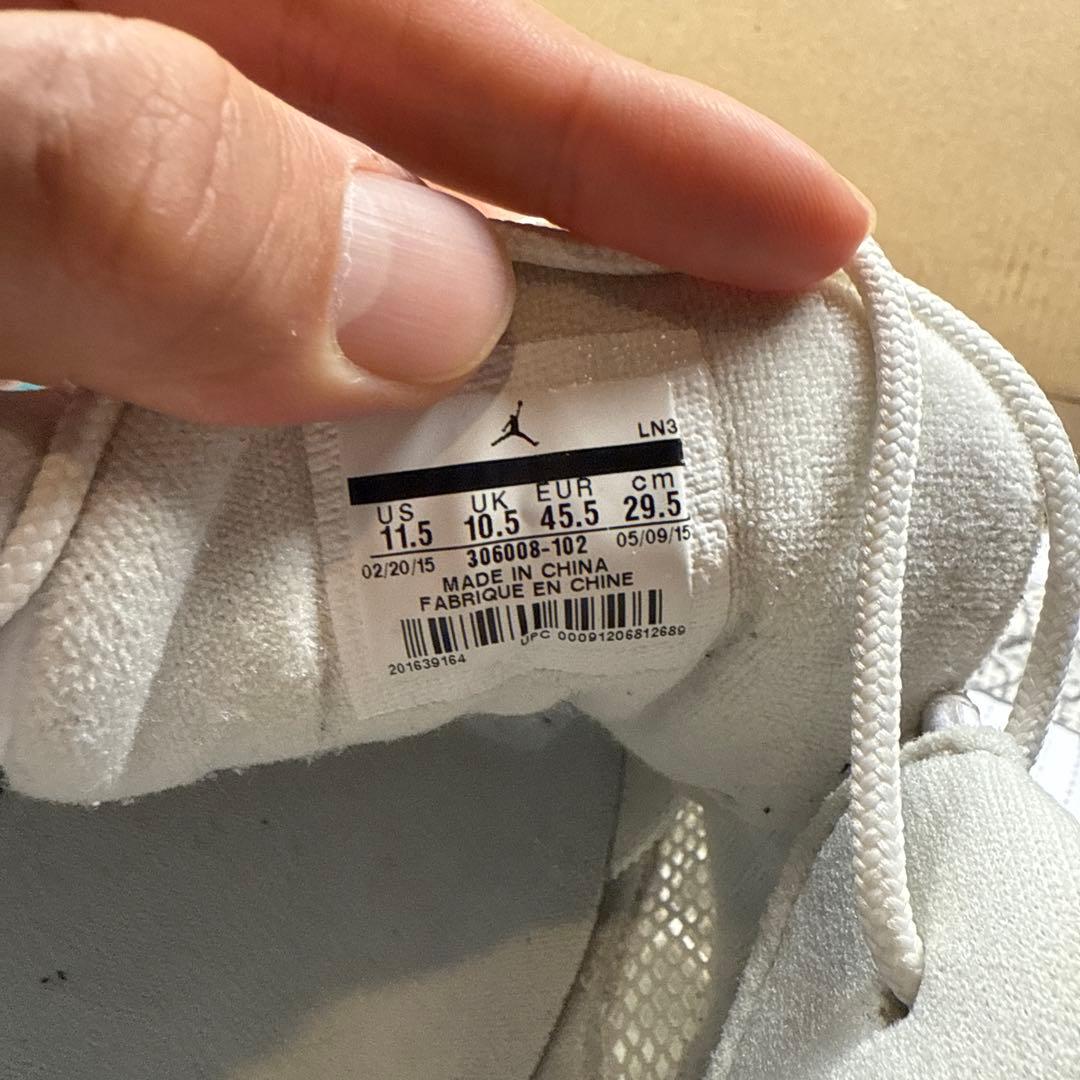 LN3
US UK EUR cm
11.5 10.5 45.5 29.5
02/20/15 306008-102 05/09/15
MADE IN CHINA
FABRIQUE EN CHINE
UPC 00091206812689
201639164